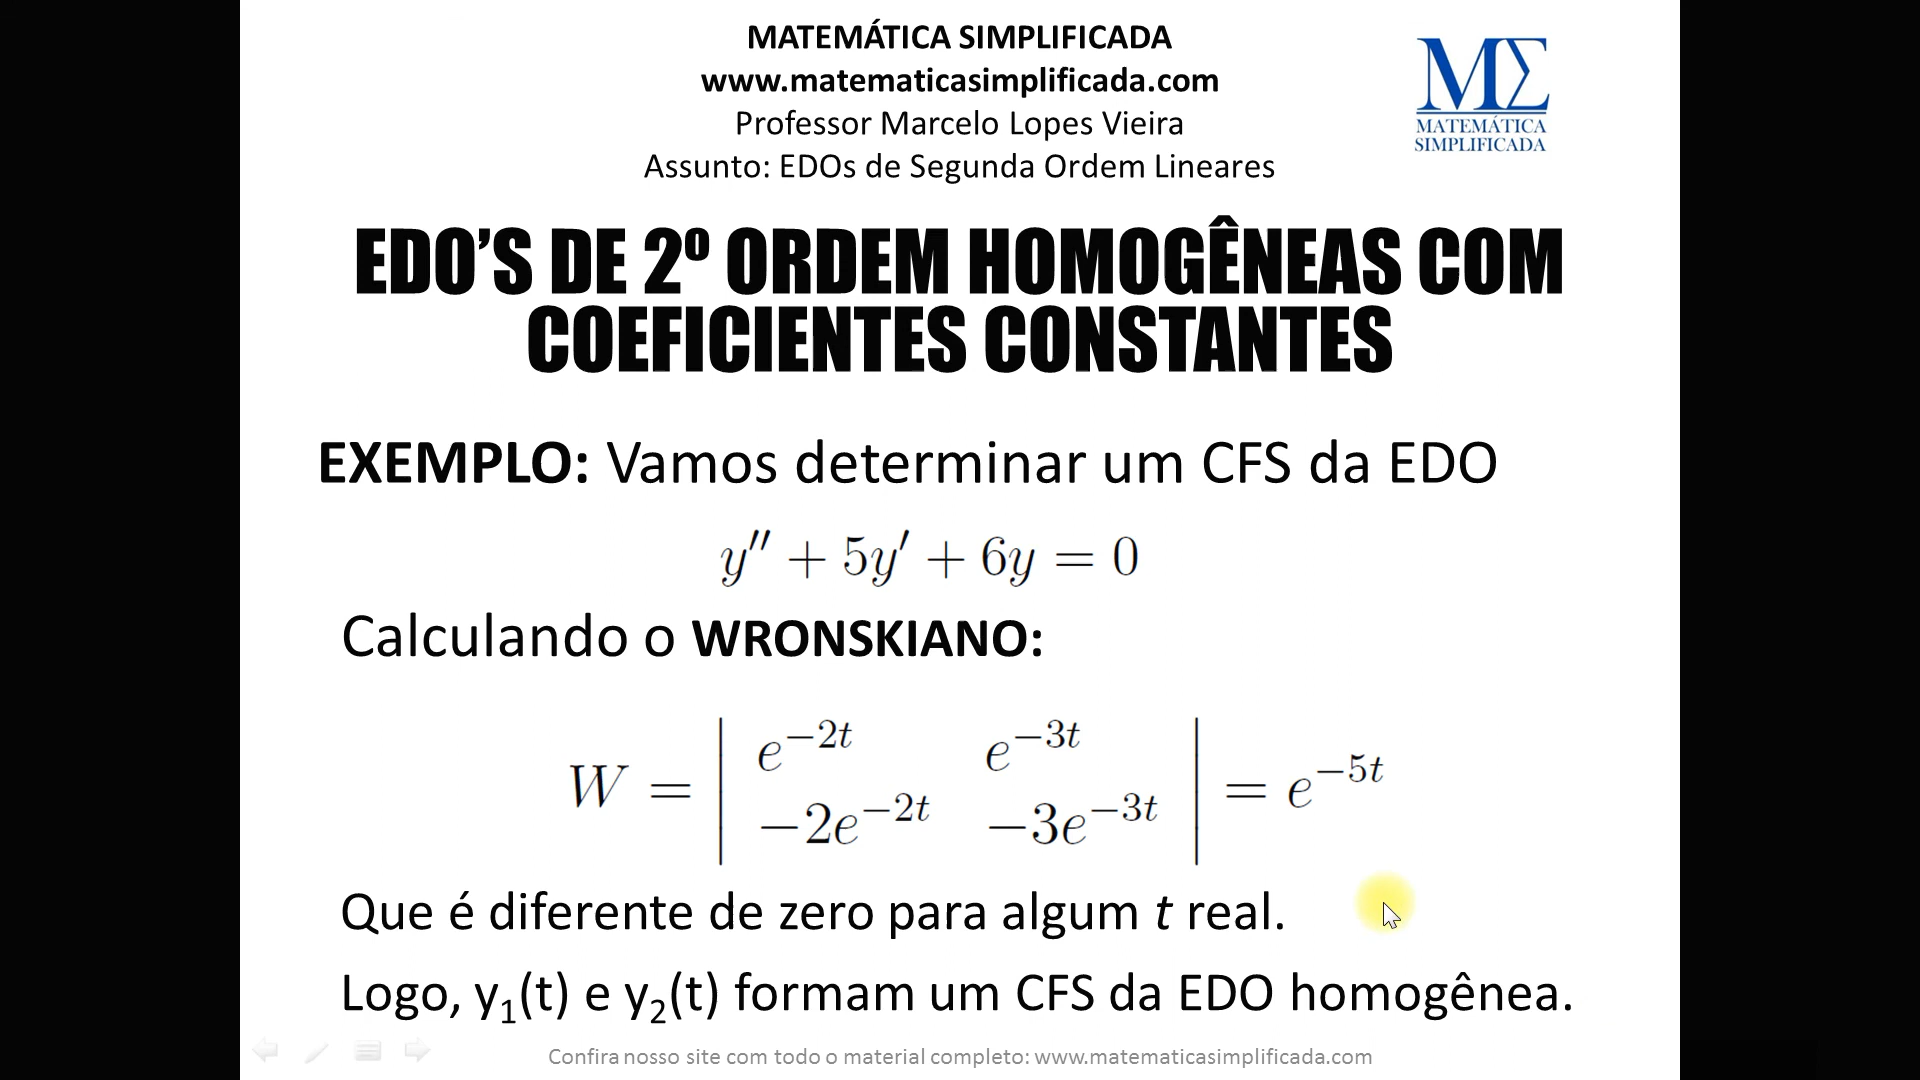 MATEMÁTICA SIMPLIFICADA
www.matematicasimplificada.com
Professor Marcelo Lopes Vieira
Assunto: EDOs de Segunda Ordem Lineares
MΣ
MATEMÁTICA
SIMPLIFICADA
EDO’S DE 2º ORDEM HOMOGÊNEAS COM
COEFICIENTES CONSTANTES
EXEMPLO: Vamos determinar um CFS da EDO
y″ + 5y′ + 6y = 0
Calculando o WRONSKIANO:
W = | e^{−2t} e^{−3t} |
| −2e^{−2t} −3e^{−3t} | = e^{−5t}
Que é diferente de zero para algum t real.
Logo, y₁(t) e y₂(t) formam um CFS da EDO homogênea.
Confira nosso site com todo o material completo: www.matematicasimplificada.com